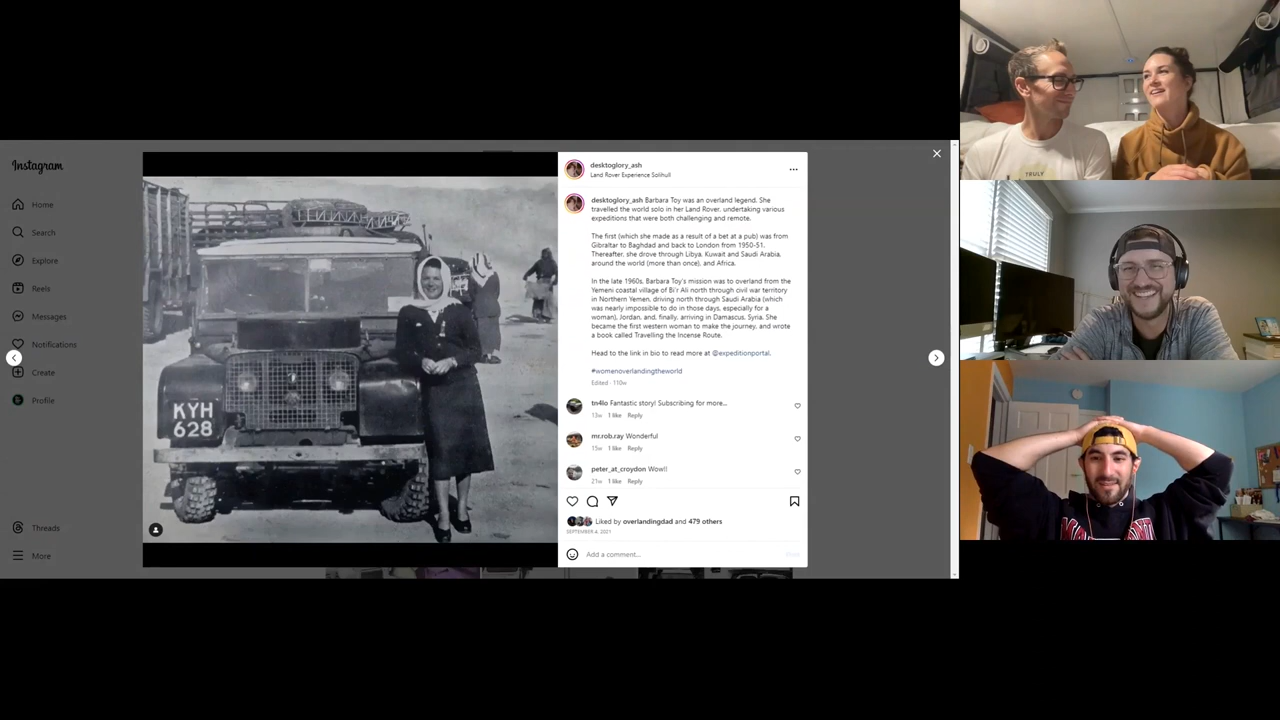 Instagram
Home
Search
Explore
Reels
Messages
Notifications
Create
Profile
Threads
More
KYH
628
desktoglory_ash
Land Rover Experience Solihull
desktoglory_ash Barbara Toy was an overland legend. She
travelled the world solo in her Land Rover, undertaking various
expeditions that were both challenging and remote.
The first (which she made as a result of a bet at a pub) was from
Gibraltar to Baghdad and back to London from 1950-51.
Thereafter, she drove through Libya, Kuwait and Saudi Arabia,
around the world (more than once), and Africa.
In the late 1960s, Barbara Toy's mission was to overland from the
Yemeni coastal village of Bi'r Ali north through civil war territory
in Northern Yemen, driving north through Saudi Arabia (which
was nearly impossible to do in those days, especially for a
woman), Jordan, and, finally, arriving in Damascus, Syria. She
became the first western woman to make the journey, and wrote
a book called Travelling the Incense Route.
Head to the link in bio to read more at @expeditionportal.
#womenoverlandingtheworld
Edited · 110w
tn4lo Fantastic story! Subscribing for more...
13w 1 like Reply
mr.rob.ray Wonderful
15w 1 like Reply
peter_at_croydon Wow!!
21w 1 like Reply
Liked by overlandingdad and 479 others
SEPTEMBER 4, 2021
Add a comment...
Post
TRULY